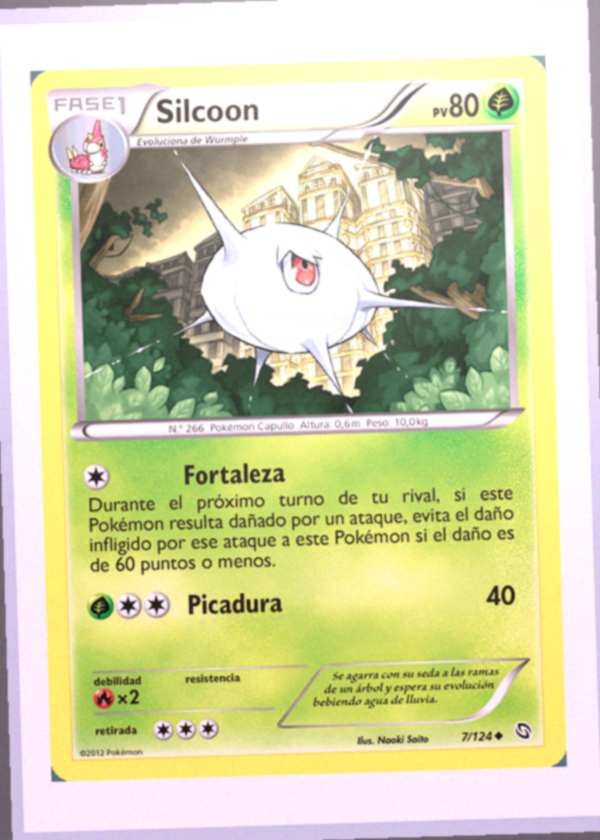 FASE1
Silcoon
PV80
Evoluciona de Wurmple
N.º 266 Pokémon Capullo Altura: 0,6m Peso: 10,0kg
Fortaleza
Durante el próximo turno de tu rival, si este
Pokémon resulta dañado por un ataque, evita el daño
infligido por ese ataque a este Pokémon si el daño es
de 60 puntos o menos.
Picadura 40
debilidad resistencia
×2
Se agarra con su seda a las ramas
de un árbol y espera su evolución
bebiendo agua de lluvia.
retirada
Ilus. Naoki Saito 7/124
©2012 Pokémon